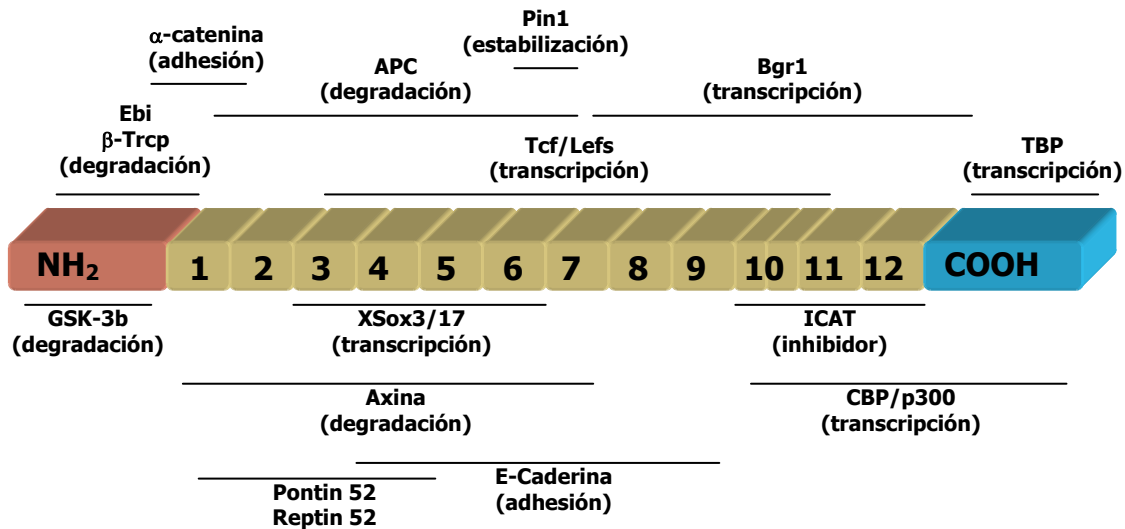 Pin1
(estabilización)
α-catenina
(adhesión)
APC
(degradación)
Bgr1
(transcripción)
Ebi
β-Trcp
(degradación)
Tcf/Lefs
(transcripción)
TBP
(transcripción)
NH₂ 1 2 3 4 5 6 7 8 9 10 11 12 COOH
GSK-3b
(degradación)
XSox3/17
(transcripción)
ICAT
(inhibidor)
Axina
(degradación)
CBP/p300
(transcripción)
E-Caderina
(adhesión)
Pontin 52
Reptin 52